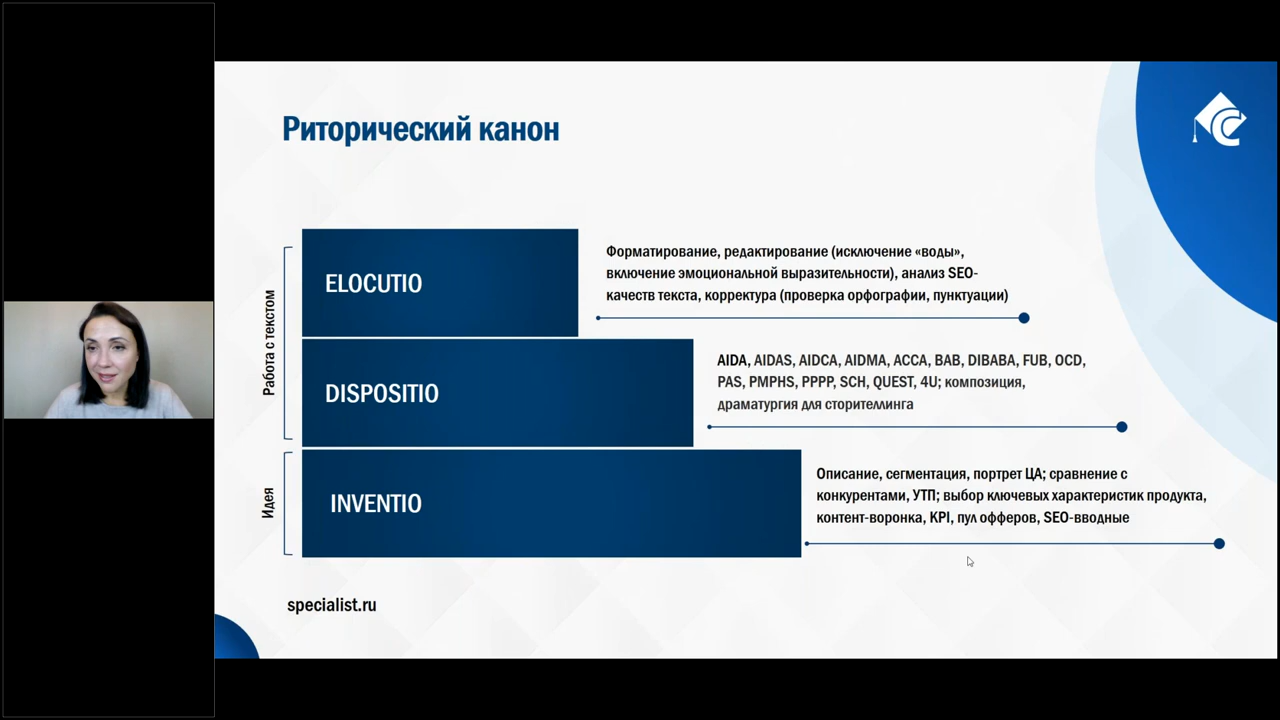 Риторический канон
Работа с текстом
ELOCUTIO
Форматирование, редактирование (исключение «воды»,
включение эмоциональной выразительности), анализ SEO-
качеств текста, корректура (проверка орфографии, пунктуации)
DISPOSITIO
AIDA, AIDAS, AIDCA, AIDMA, ACCA, BAB, DIBABA, FUB, OCD,
PAS, PMPHS, PPPP, SCH, QUEST, 4U; композиция,
драматургия для сторителлинга
Идея
INVENTIO
Описание, сегментация, портрет ЦА; сравнение с
конкурентами, УТП; выбор ключевых характеристик продукта,
контент-воронка, KPI, пул офферов, SEO-вводные
specialist.ru